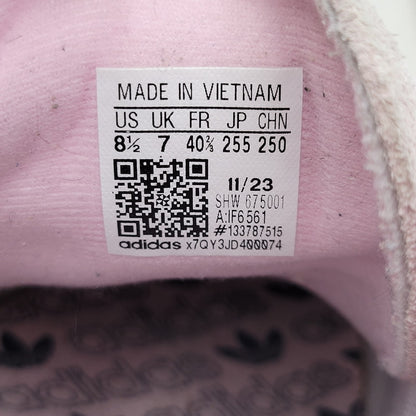 MADE IN VIETNAM
US UK FR JP CHN
8½ 7 40⅔ 255 250
11/23
SHW 675001
A:IF6561
#133787515
adidas x7QY3JD400074
adidas